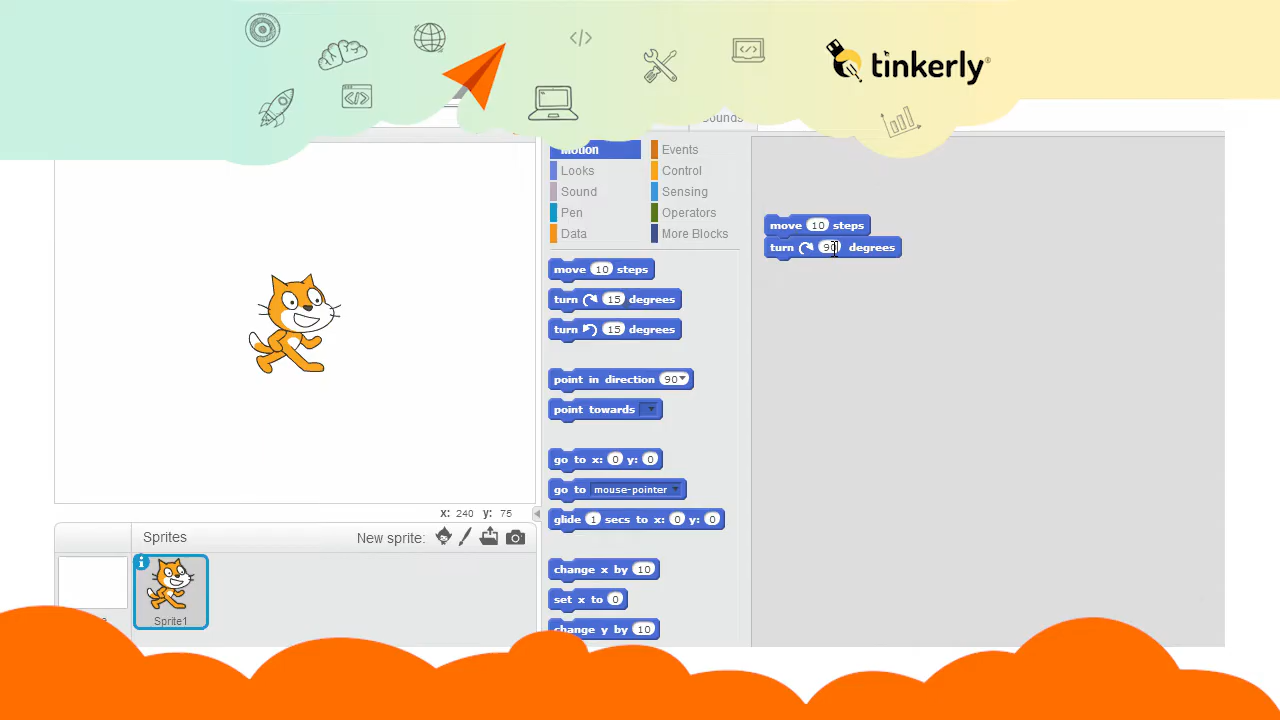 tinkerly®
Sounds
Motion
Events
Looks
Control
Sound
Sensing
Pen
Operators
Data
More Blocks
move 10 steps
turn 15 degrees
turn 15 degrees
point in direction 90
point towards
go to x: 0 y: 0
go to mouse-pointer
glide 1 secs to x: 0 y: 0
change x by 10
set x to 0
change y by 10
move 10 steps
turn 90 degrees
x: 240 y: 75
Sprites
New sprite:
Sprite1